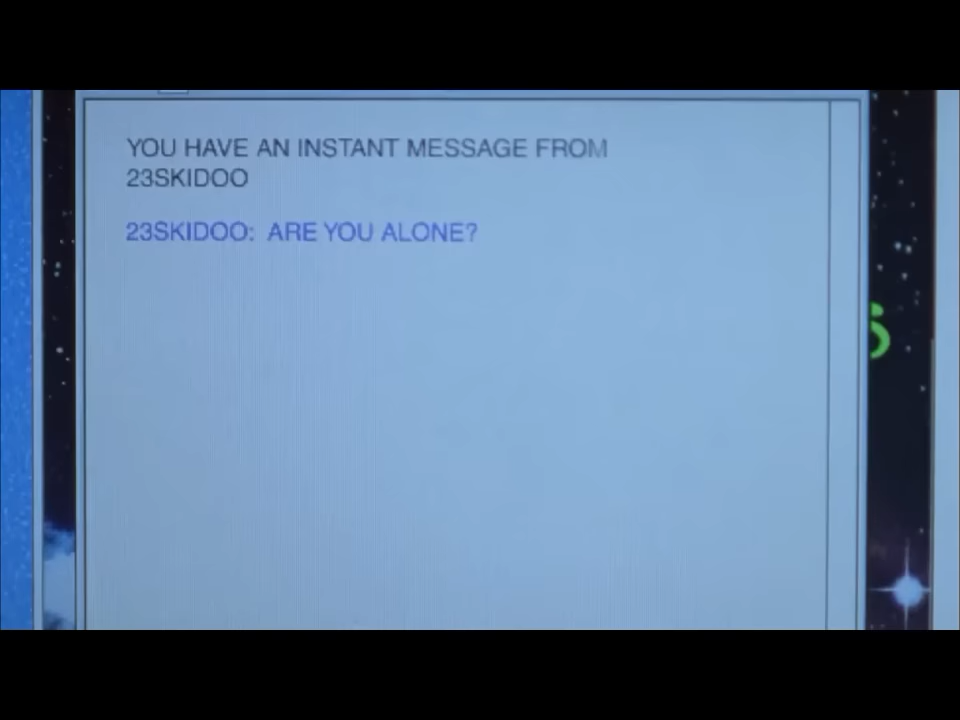 YOU HAVE AN INSTANT MESSAGE FROM
23SKIDOO
23SKIDOO: ARE YOU ALONE?